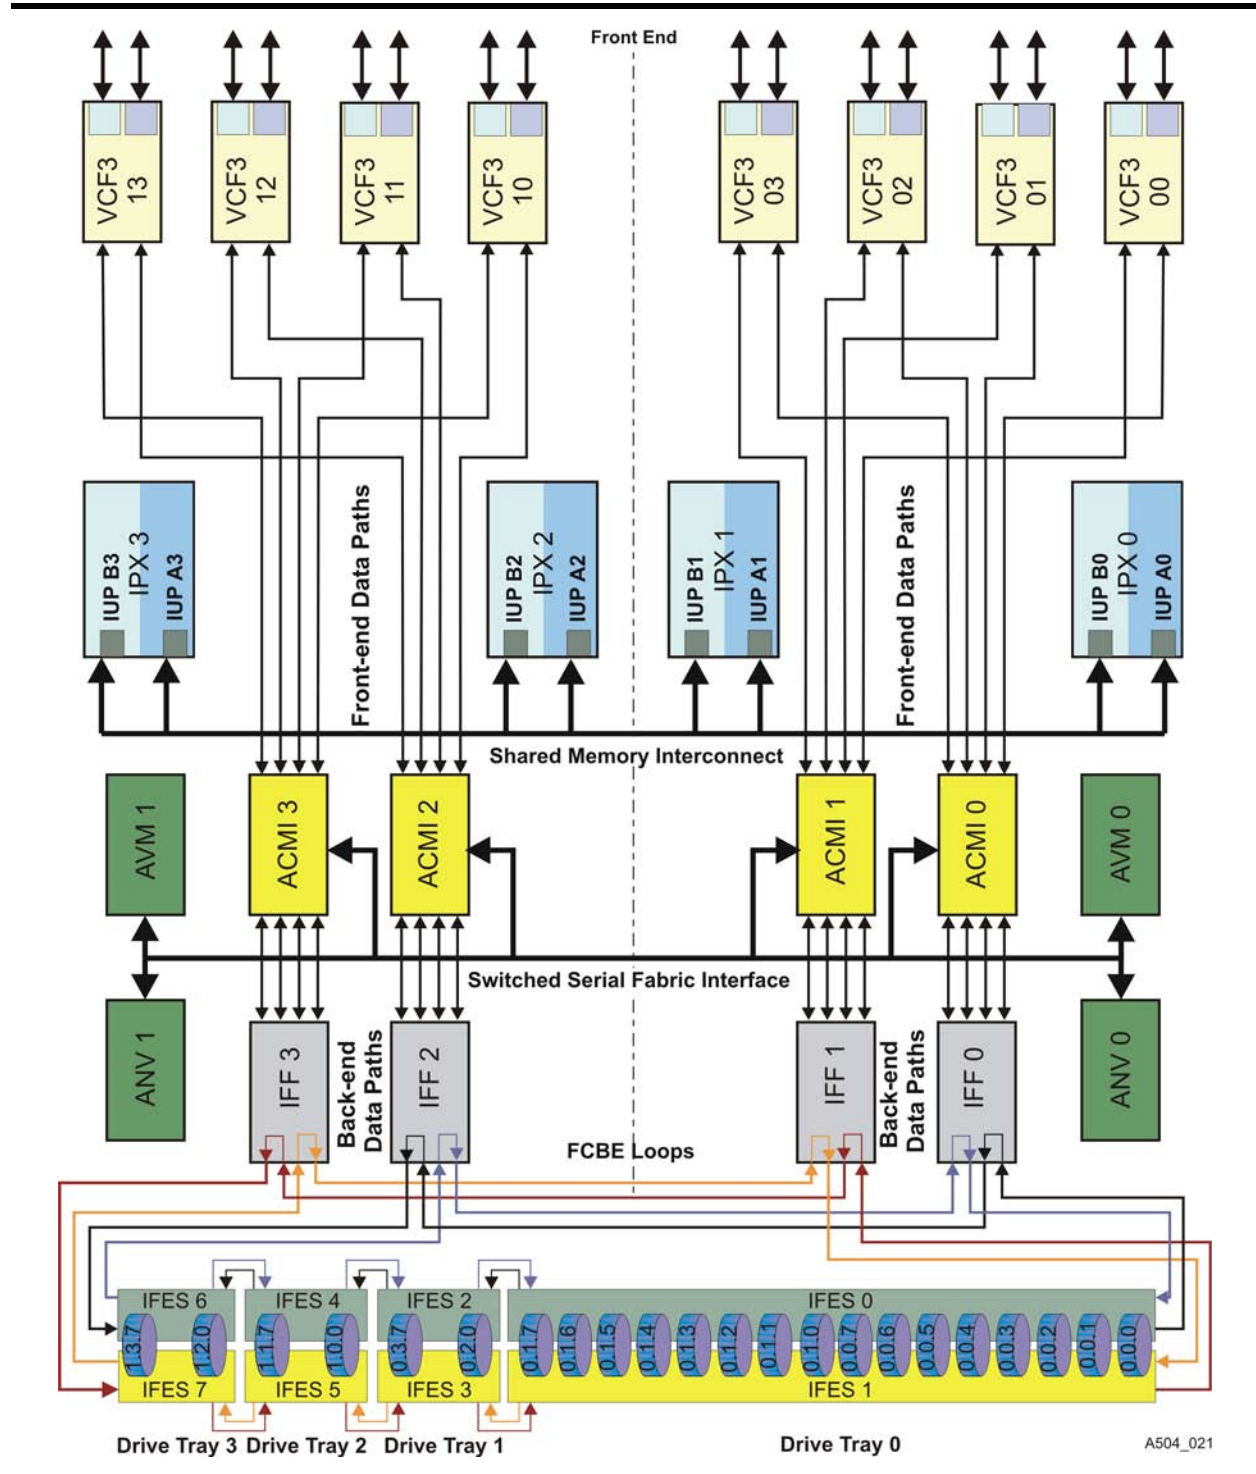 Front End
VCF3
13
VCF3
12
VCF3
11
VCF3
10
VCF3
03
VCF3
02
VCF3
01
VCF3
00
IUP B3
IPX 3
IUP A3
Front-end Data Paths
IUP B2
IPX 2
IUP A2
IUP B1
IPX 1
IUP A1
Front-end Data Paths
IUP B0
IPX 0
IUP A0
Shared Memory Interconnect
AVM 1
ACMI 3
ACMI 2
ACMI 1
ACMI 0
AVM 0
Switched Serial Fabric Interface
ANV 1
IFF 3
Back-end
Data Paths
IFF 2
IFF 1
Back-end
Data Paths
IFF 0
ANV 0
FCBE Loops
IFES 6
IFES 4
IFES 2
IFES 0
1.3.7
1.2.0
1.1.7
1.0.0
0.3.7
0.2.0
0.1.7
0.1.6
0.1.5
0.1.4
0.1.3
0.1.2
0.1.1
0.1.0
0.0.7
0.0.6
0.0.5
0.0.4
0.0.3
0.0.2
0.0.1
0.0.0
IFES 7
IFES 5
IFES 3
IFES 1
Drive Tray 3
Drive Tray 2
Drive Tray 1
Drive Tray 0
A504_021